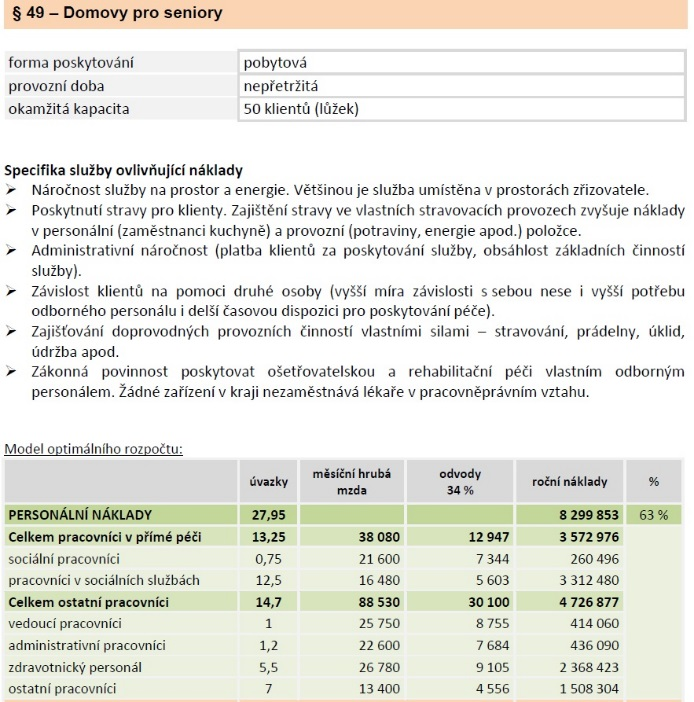 § 49 – Domovy pro seniory
forma poskytování pobytová
provozní doba nepřetržitá
okamžitá kapacita 50 klientů (lůžek)
Specifika služby ovlivňující náklady
➢ Náročnost služby na prostor a energie. Většinou je služba umístěna v prostorách zřizovatele.
➢ Poskytnutí stravy pro klienty. Zajištění stravy ve vlastních stravovacích provozech zvyšuje náklady
v personální (zaměstnanci kuchyně) a provozní (potraviny, energie apod.) položce.
➢ Administrativní náročnost (platba klientů za poskytování služby, obsáhlost základních činností
služby).
➢ Závislost klientů na pomoci druhé osoby (vyšší míra závislosti s sebou nese i vyšší potřebu
odborného personálu i delší časovou dispozici pro poskytování péče).
➢ Zajišťování doprovodných provozních činností vlastními silami – stravování, prádelny, úklid,
údržba apod.
➢ Zákonná povinnost poskytovat ošetřovatelskou a rehabilitační péči vlastním odborným
personálem. Žádné zařízení v kraji nezaměstnává lékaře v pracovněprávním vztahu.
Model optimálního rozpočtu:
úvazky měsíční hrubá mzda odvody 34 % roční náklady %
PERSONÁLNÍ NÁKLADY 27,95 8 299 853 63 %
Celkem pracovníci v přímé péči 13,25 38 080 12 947 3 572 976
sociální pracovníci 0,75 21 600 7 344 260 496
pracovníci v sociálních službách 12,5 16 480 5 603 3 312 480
Celkem ostatní pracovníci 14,7 88 530 30 100 4 726 877
vedoucí pracovníci 1 25 750 8 755 414 060
administrativní pracovníci 1,2 22 600 7 684 436 090
zdravotnický personál 5,5 26 780 9 105 2 368 423
ostatní pracovníci 7 13 400 4 556 1 508 304